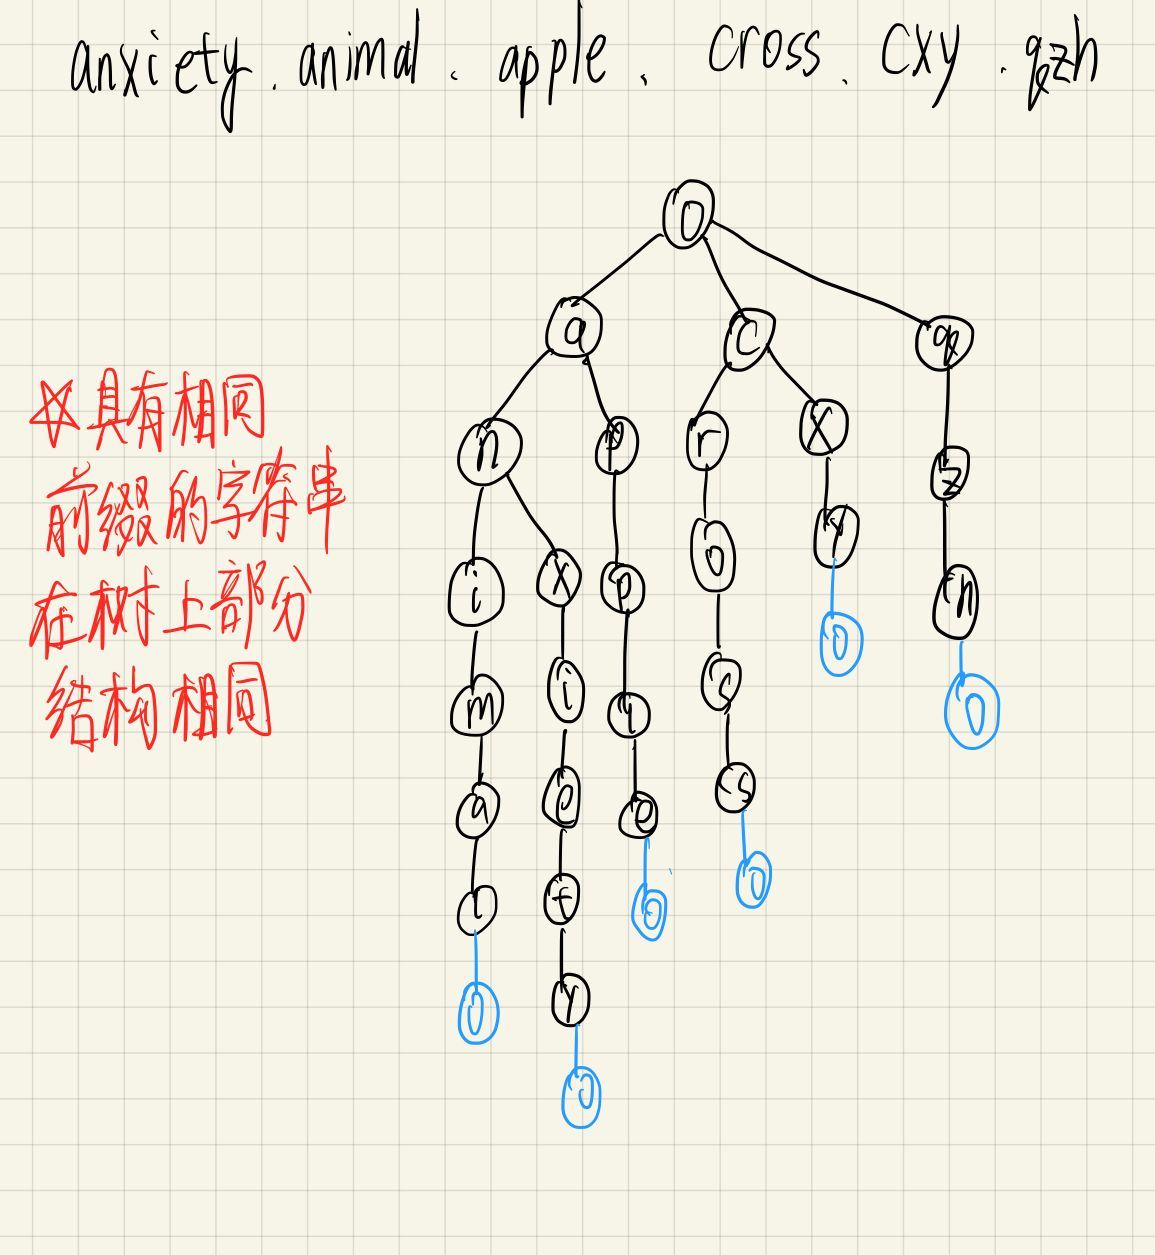 anxiety. animal. apple. cross. cxy. qzh
0
a c q
n p r x z
i x p o y h
m i l s 0 0
a e e s
l t 0 0
0 y
0
☆具有相同
前缀的字符串
在树上部分
结构相同